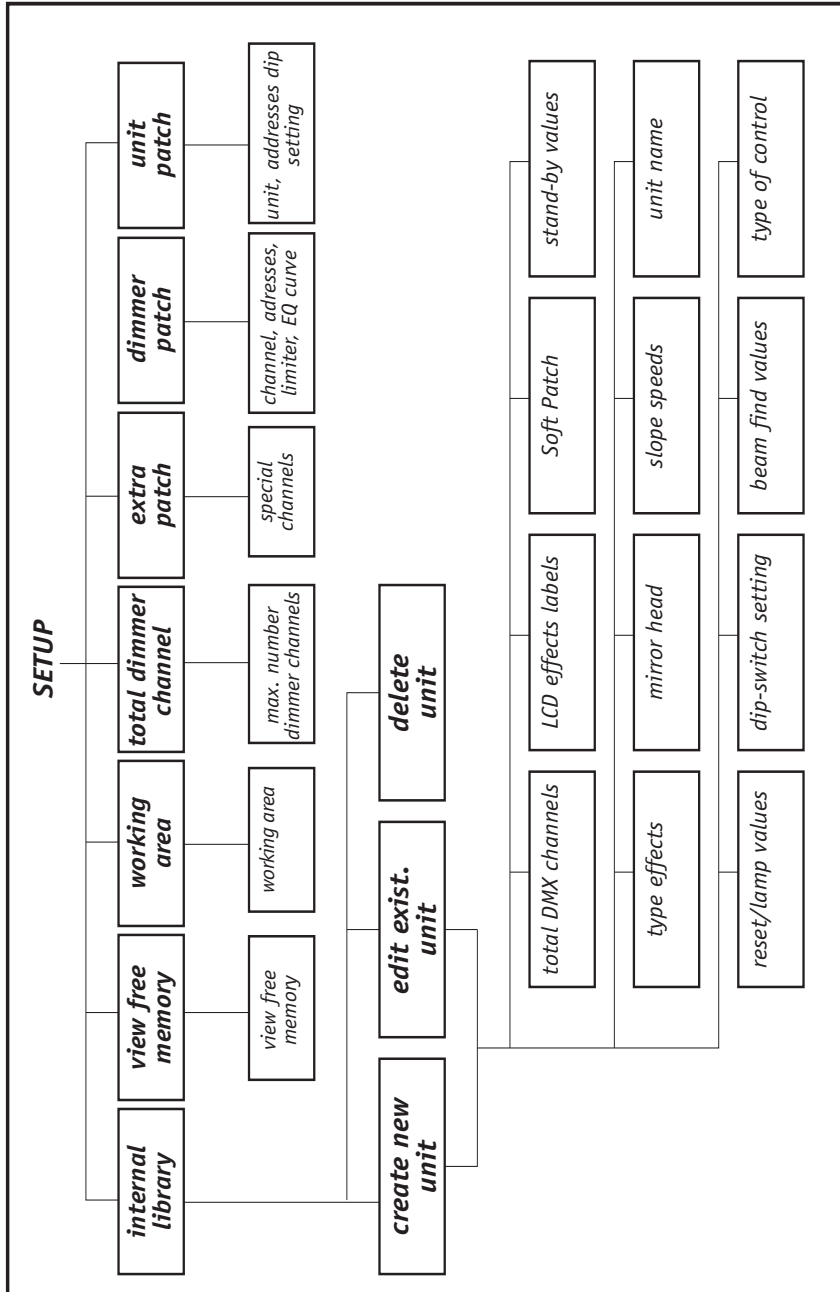 SETUP
internal
library
view free
memory
working
area
total dimmer
channel
extra
patch
dimmer
patch
unit
patch
view free
memory
working area
max. number
dimmer channels
special
channels
channel, adresses,
limiter, EQ curve
unit, addresses dip
setting
create new
unit
edit exist.
unit
delete
unit
total DMX channels
LCD effects labels
Soft Patch
stand-by values
type effects
mirror head
slope speeds
unit name
reset/lamp values
dip-switch setting
beam find values
type of control